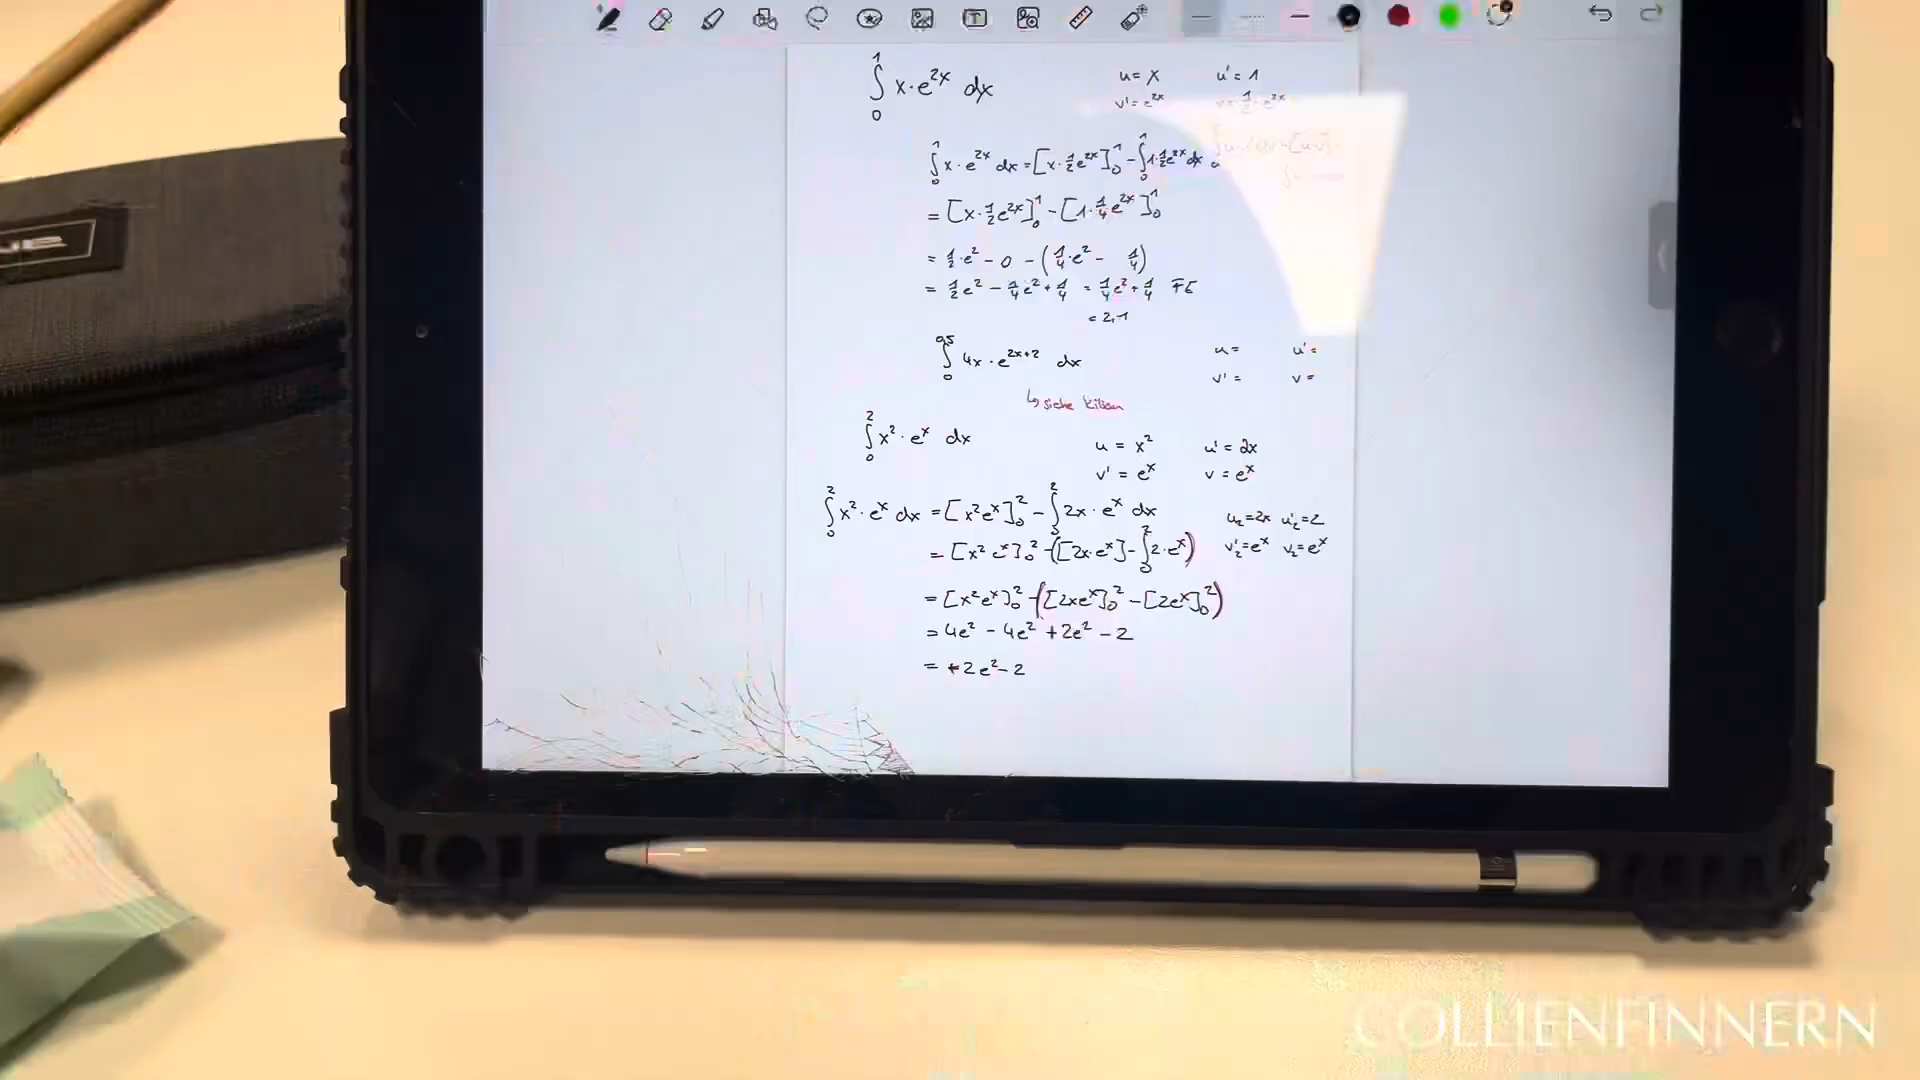 ∫₀¹ x·e^{2x} dx   u = x   u' = 1
v' = e^{2x}   v = ½·e^{2x}
∫₀¹ x·e^{2x} dx = [x·½e^{2x}]₀¹ - ∫₀¹ 1·½e^{2x} dx
= [x·½e^{2x}]₀¹ - [1·¼e^{2x}]₀¹
= ½·e² - 0 - (¼·e² - ¼)
= ½e² - ¼e² + ¼ = ¼e² + ¼ FE
= 2,1
∫₀^{0,5} 4x·e^{2x+2} dx   u =   u' =
v' =   v =
↳ siehe Kilian
∫₀² x²·e^x dx   u = x²   u' = 2x
v' = e^x   v = e^x
∫₀² x²·e^x dx = [x²e^x]₀² - ∫₀² 2x·e^x dx   u₂=2x u₂'=2
= [x²e^x]₀² - ([2x·e^x] - ∫₀² 2·e^x)   v₂'=e^x v₂=e^x
= [x²e^x]₀² - ([2xe^x]₀² - [2e^x]₀²)
= 4e² - 4e² + 2e² - 2
= +2e² - 2
COLLIENFINNERN